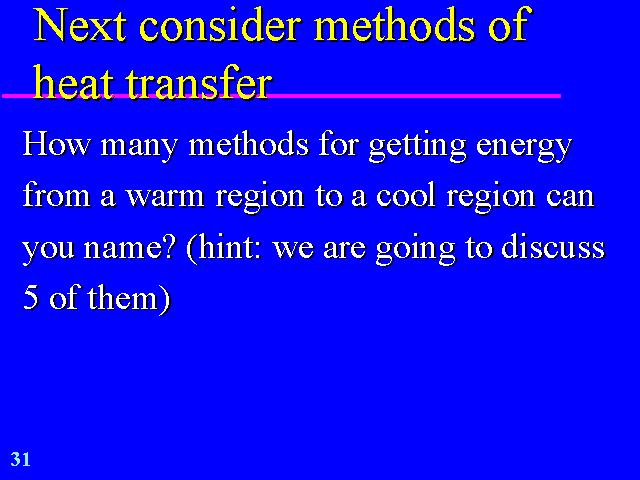 Next consider methods of
heat transfer
How many methods for getting energy
from a warm region to a cool region can
you name? (hint: we are going to discuss
5 of them)
31